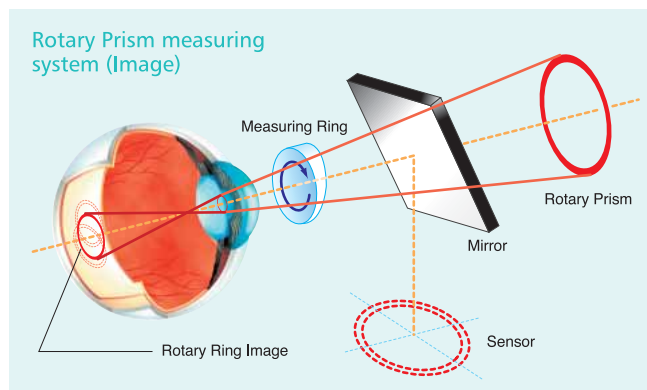 Rotary Prism measuring
system (Image)
Measuring Ring
Rotary Prism
Mirror
Sensor
Rotary Ring Image